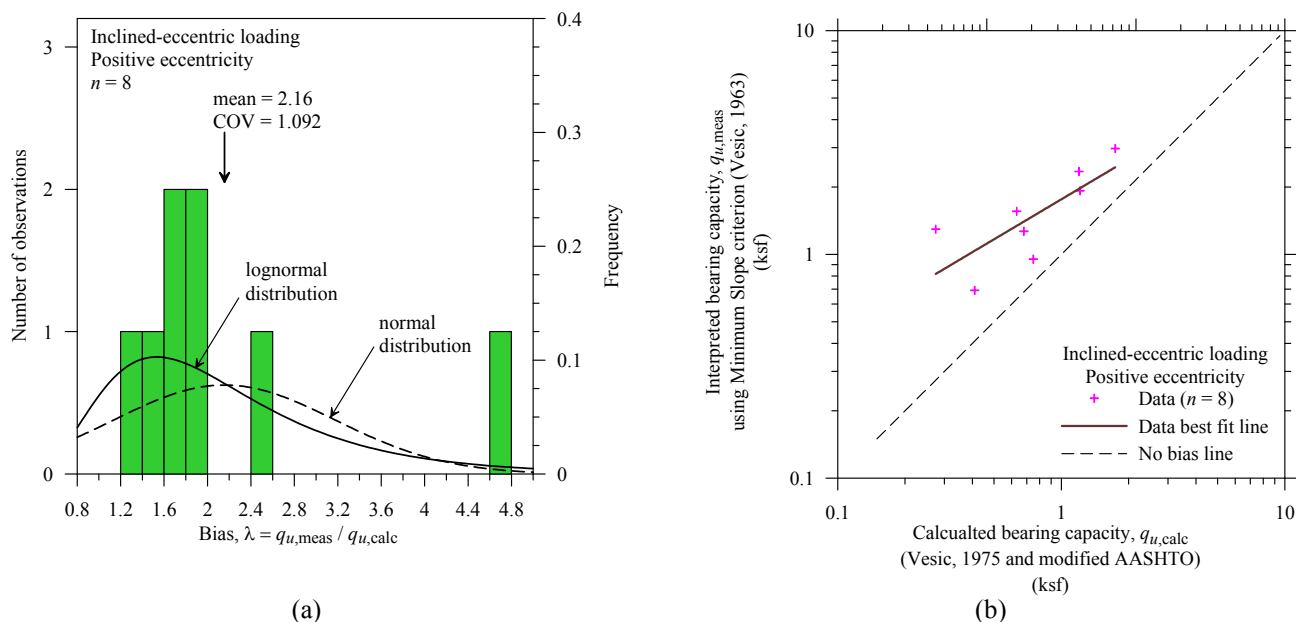 Inclined-eccentric loading
Positive eccentricity
n = 8
mean = 2.16
COV = 1.092
lognormal
distribution
normal
distribution
Number of observations
3
2
1
0
Frequency
0.4
0.3
0.2
0.1
0
0.8 1.2 1.6 2 2.4 2.8 3.2 3.6 4 4.4 4.8
Bias, λ = qu,meas / qu,calc
(a)
Interpreted bearing capacity, qu,meas
using Minimum Slope criterion (Vesic, 1963)
(ksf)
10
1
0.1
Inclined-eccentric loading
Positive eccentricity
Data (n = 8)
Data best fit line
No bias line
0.1 1 10
Calcualted bearing capacity, qu,calc
(Vesic, 1975 and modified AASHTO)
(ksf)
(b)